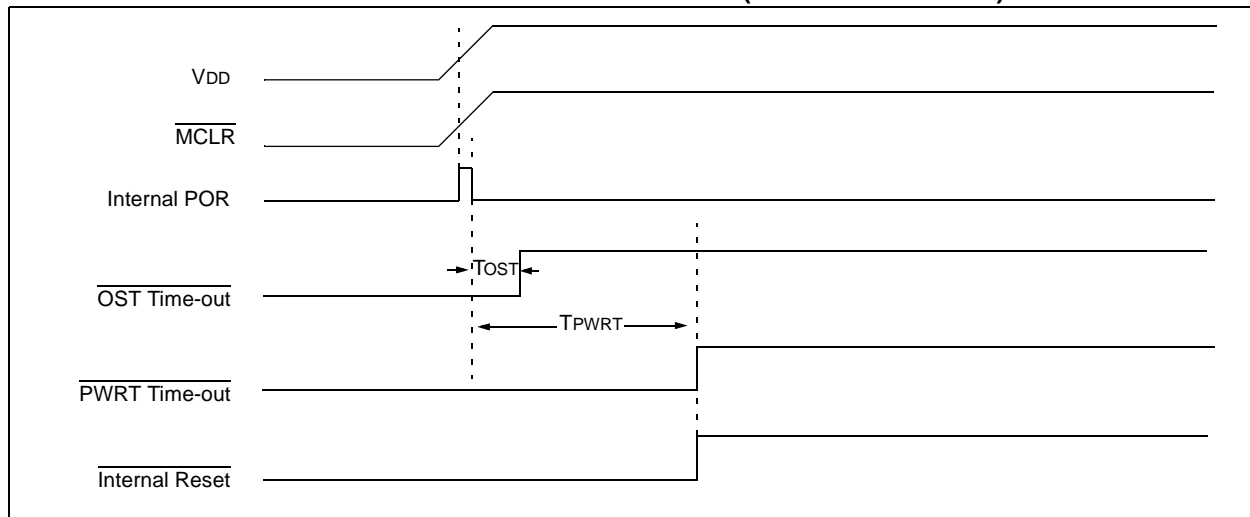 VDD
MCLR
Internal POR
TOST
OST Time-out
TPWRT
PWRT Time-out
Internal Reset